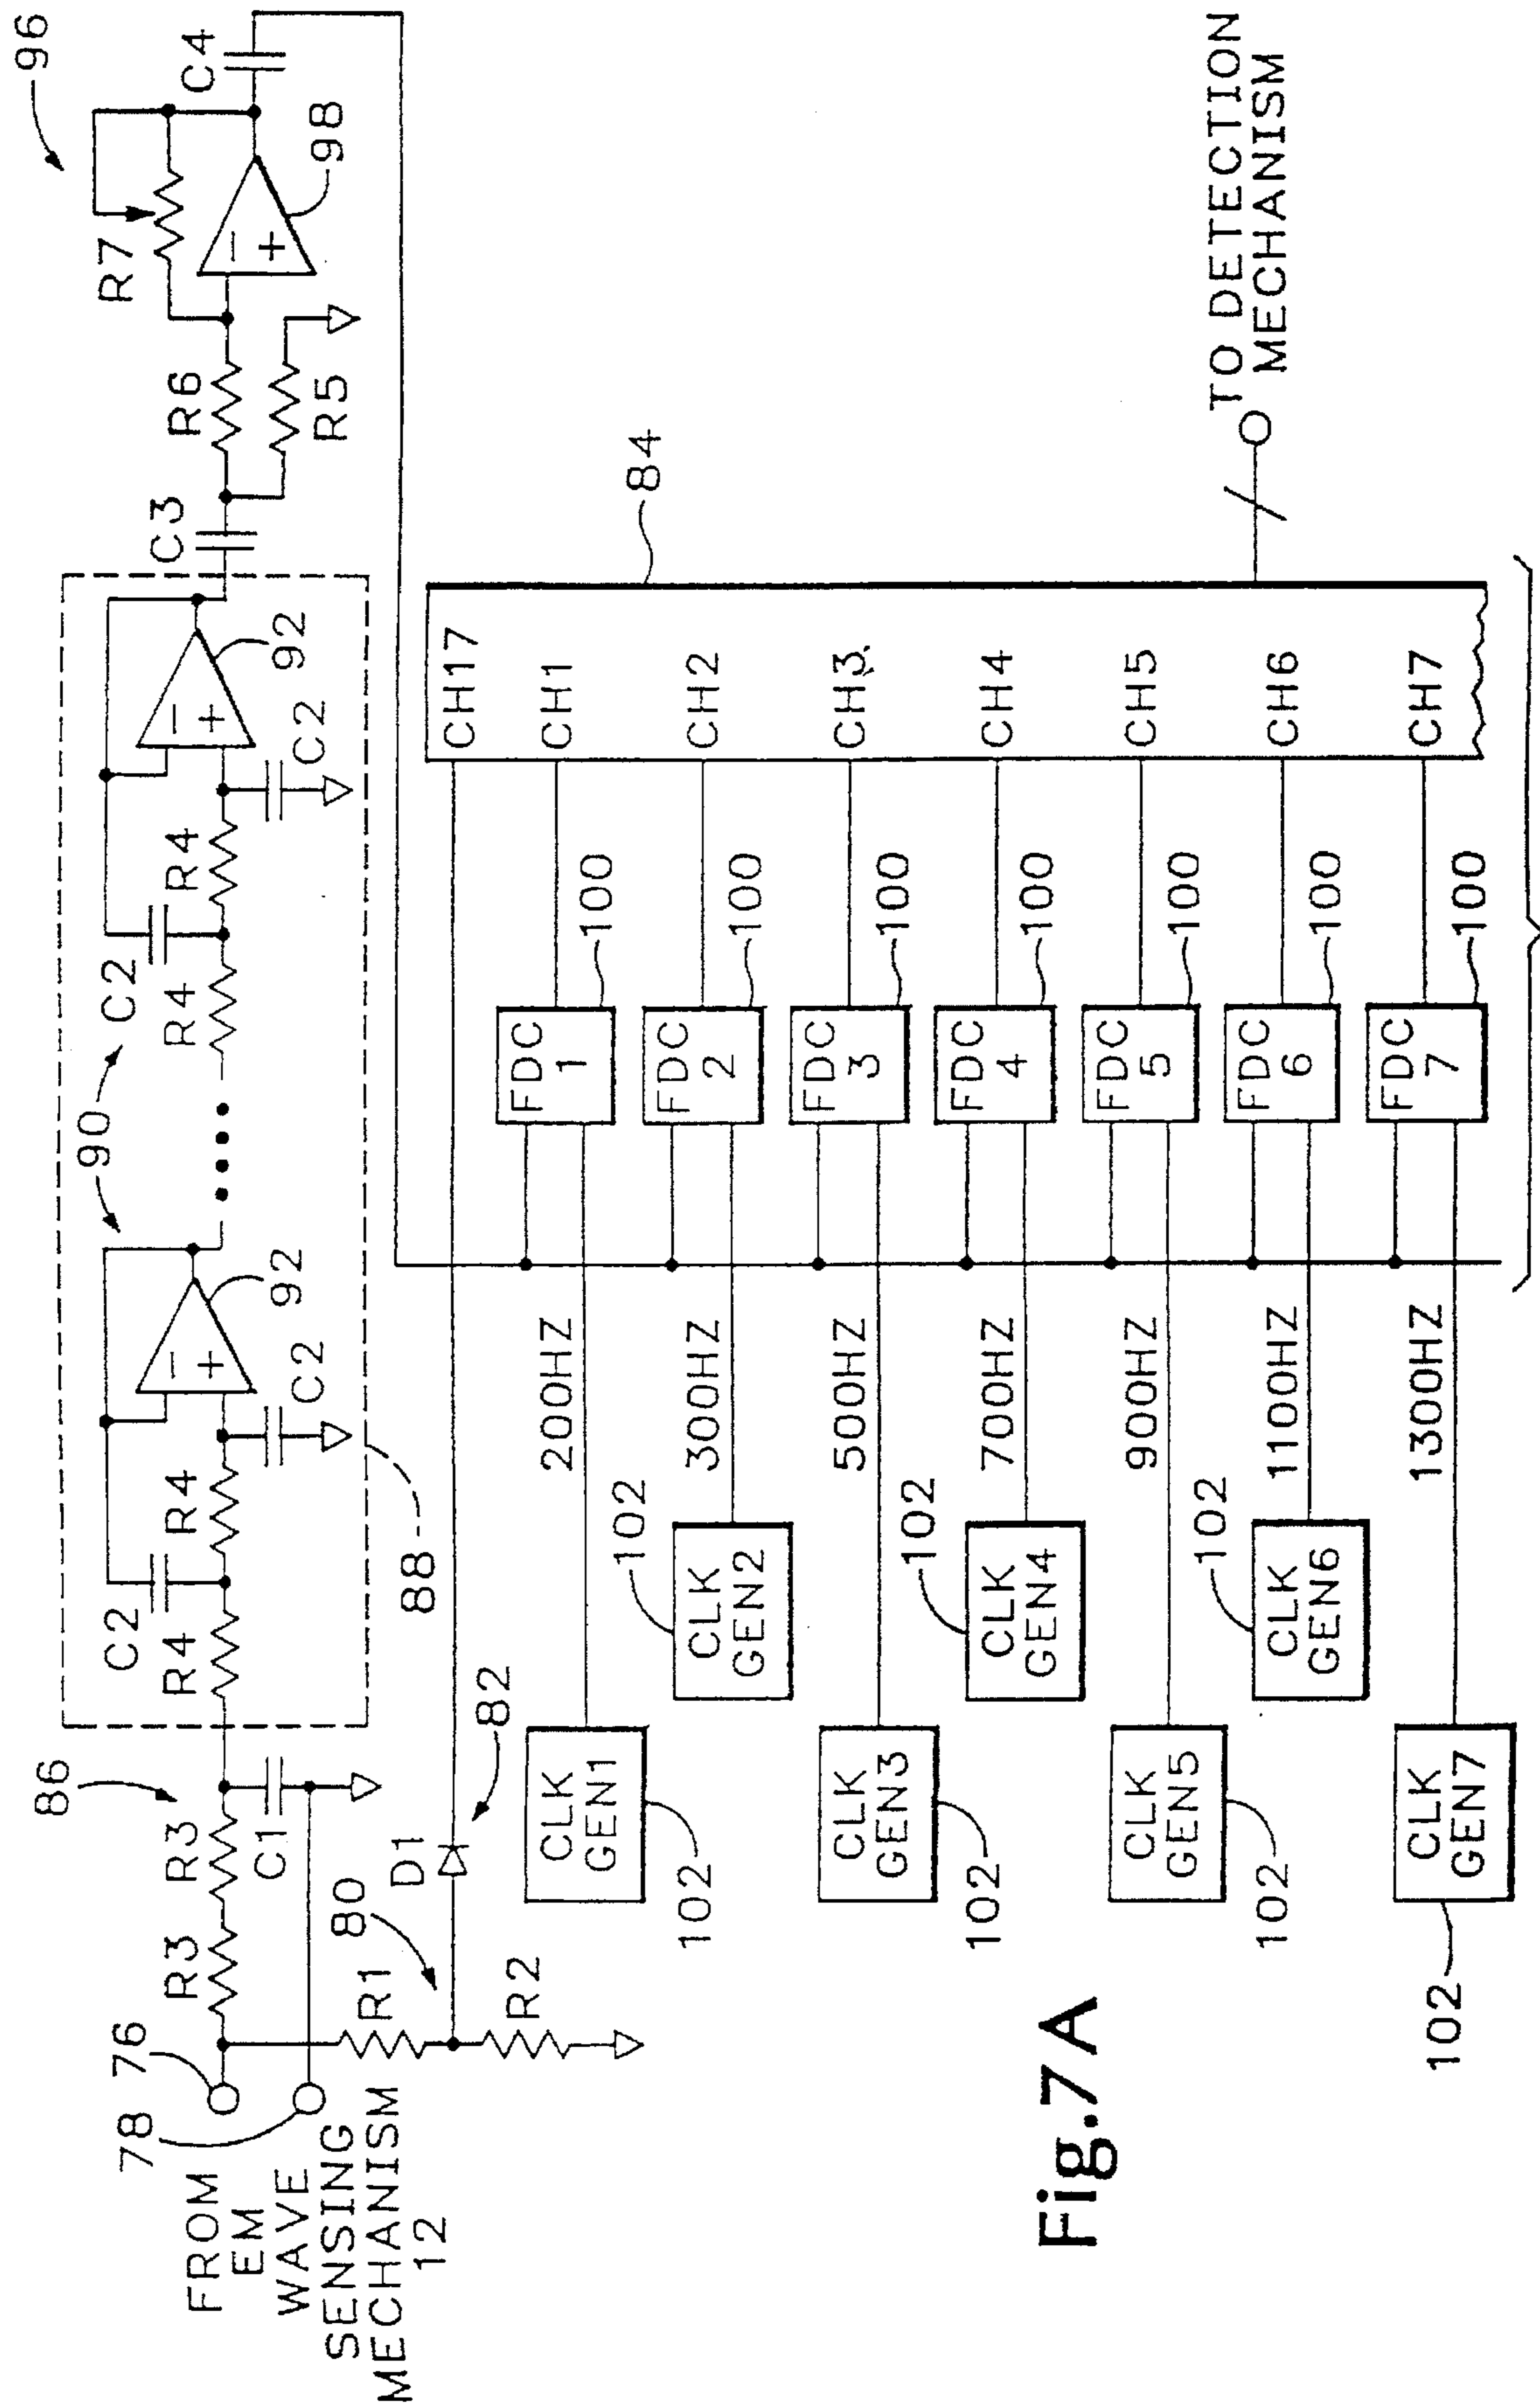 96
R7
C4
98
R6
R5
C3
90
C2
R4
R4
92
C2
C2
R4
R4
92
C2
88
86
R3
R3
C1
76
78
FROM
EM
WAVE
SENSING
MECHANISM
12
80
R1
R2
D1
82
84
TO DETECTION
MECHANISM
CH17
CH1
CH2
CH3
CH4
CH5
CH6
CH7
FDC
1
100
FDC
2
100
FDC
3
100
FDC
4
100
FDC
5
100
FDC
6
100
FDC
7
100
200HZ
300HZ
500HZ
700HZ
900HZ
1100HZ
1300HZ
CLK
GEN1
102
CLK
GEN2
102
CLK
GEN3
102
CLK
GEN4
102
CLK
GEN5
102
CLK
GEN6
102
CLK
GEN7
102
Fig.7A